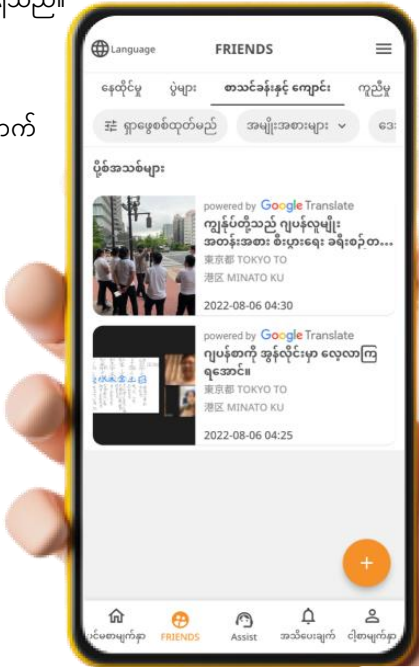 Language
FRIENDS
နေထိုင်မှု ပွဲများ စာသင်ခန်းနှင့် ကျောင်း ကူညီမှု
ရှာဖွေစစ်ထုတ်မည် အမျိုးအစားများ
ပို့စ်အသစ်များ
powered by Google Translate
ကျွန်ုပ်တို့သည် ဂျပန်လူမျိုး
အတန်းအစား စီးပွားရေး ခရီးစဉ်တ...
東京都 TOKYO TO
港区 MINATO KU
2022-08-06 04:30
powered by Google Translate
ဂျပန်စာကို အွန်လိုင်းမှာ လေ့လာကြ
ရအောင်။
東京都 TOKYO TO
港区 MINATO KU
2022-08-06 04:25
FRIENDS Assist အသိပေးချက် ငါ့စာမျက်နှာ